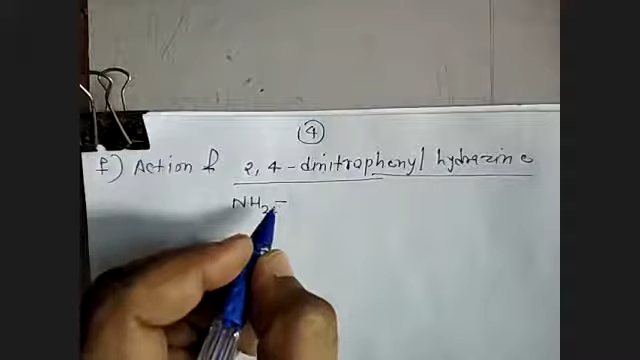 4
f) Action of 2, 4-dinitrophenyl hydrazine
NH2-